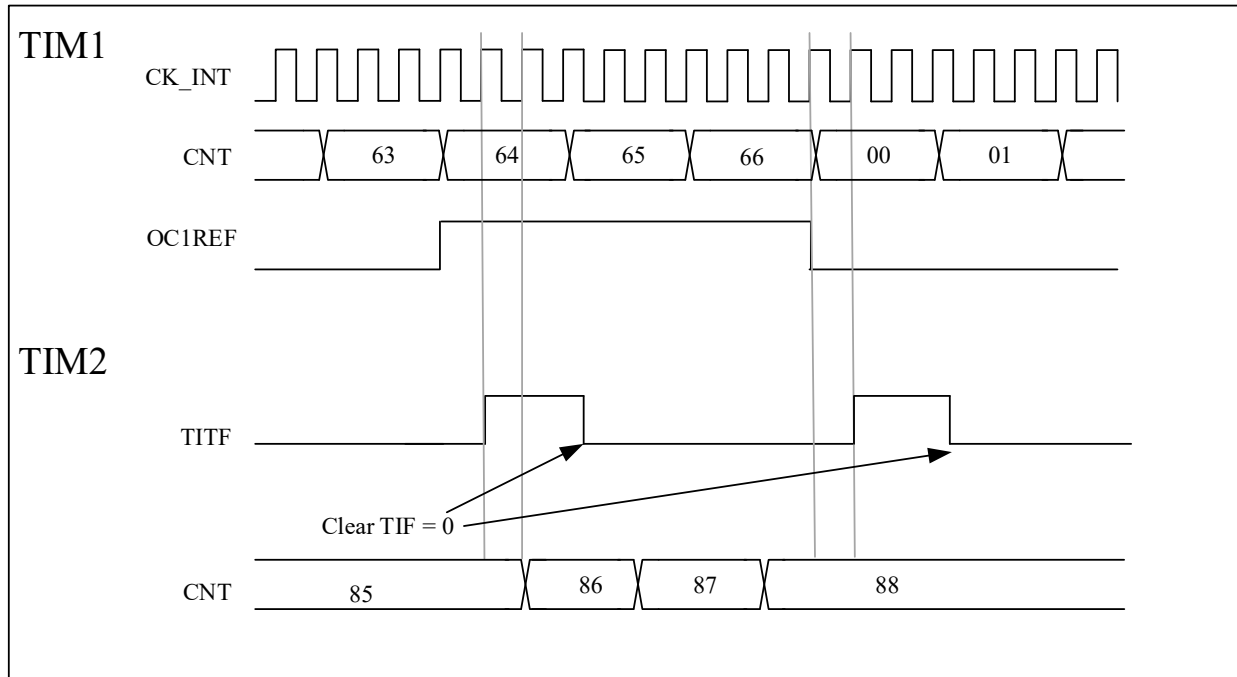 TIM1
CK_INT
CNT
63 64 65 66 00 01
OC1REF
TIM2
TITF
Clear TIF = 0
CNT
85 86 87 88